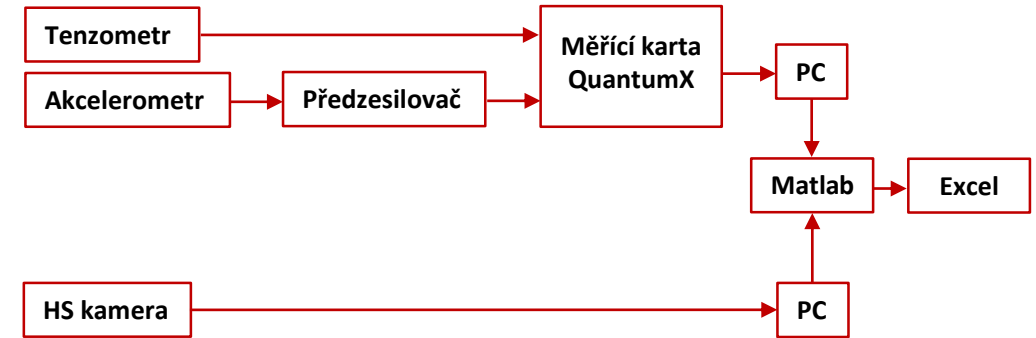 Tenzometr
Akcelerometr
Předzesilovač
Měřící karta
QuantumX
PC
Matlab
Excel
HS kamera
PC